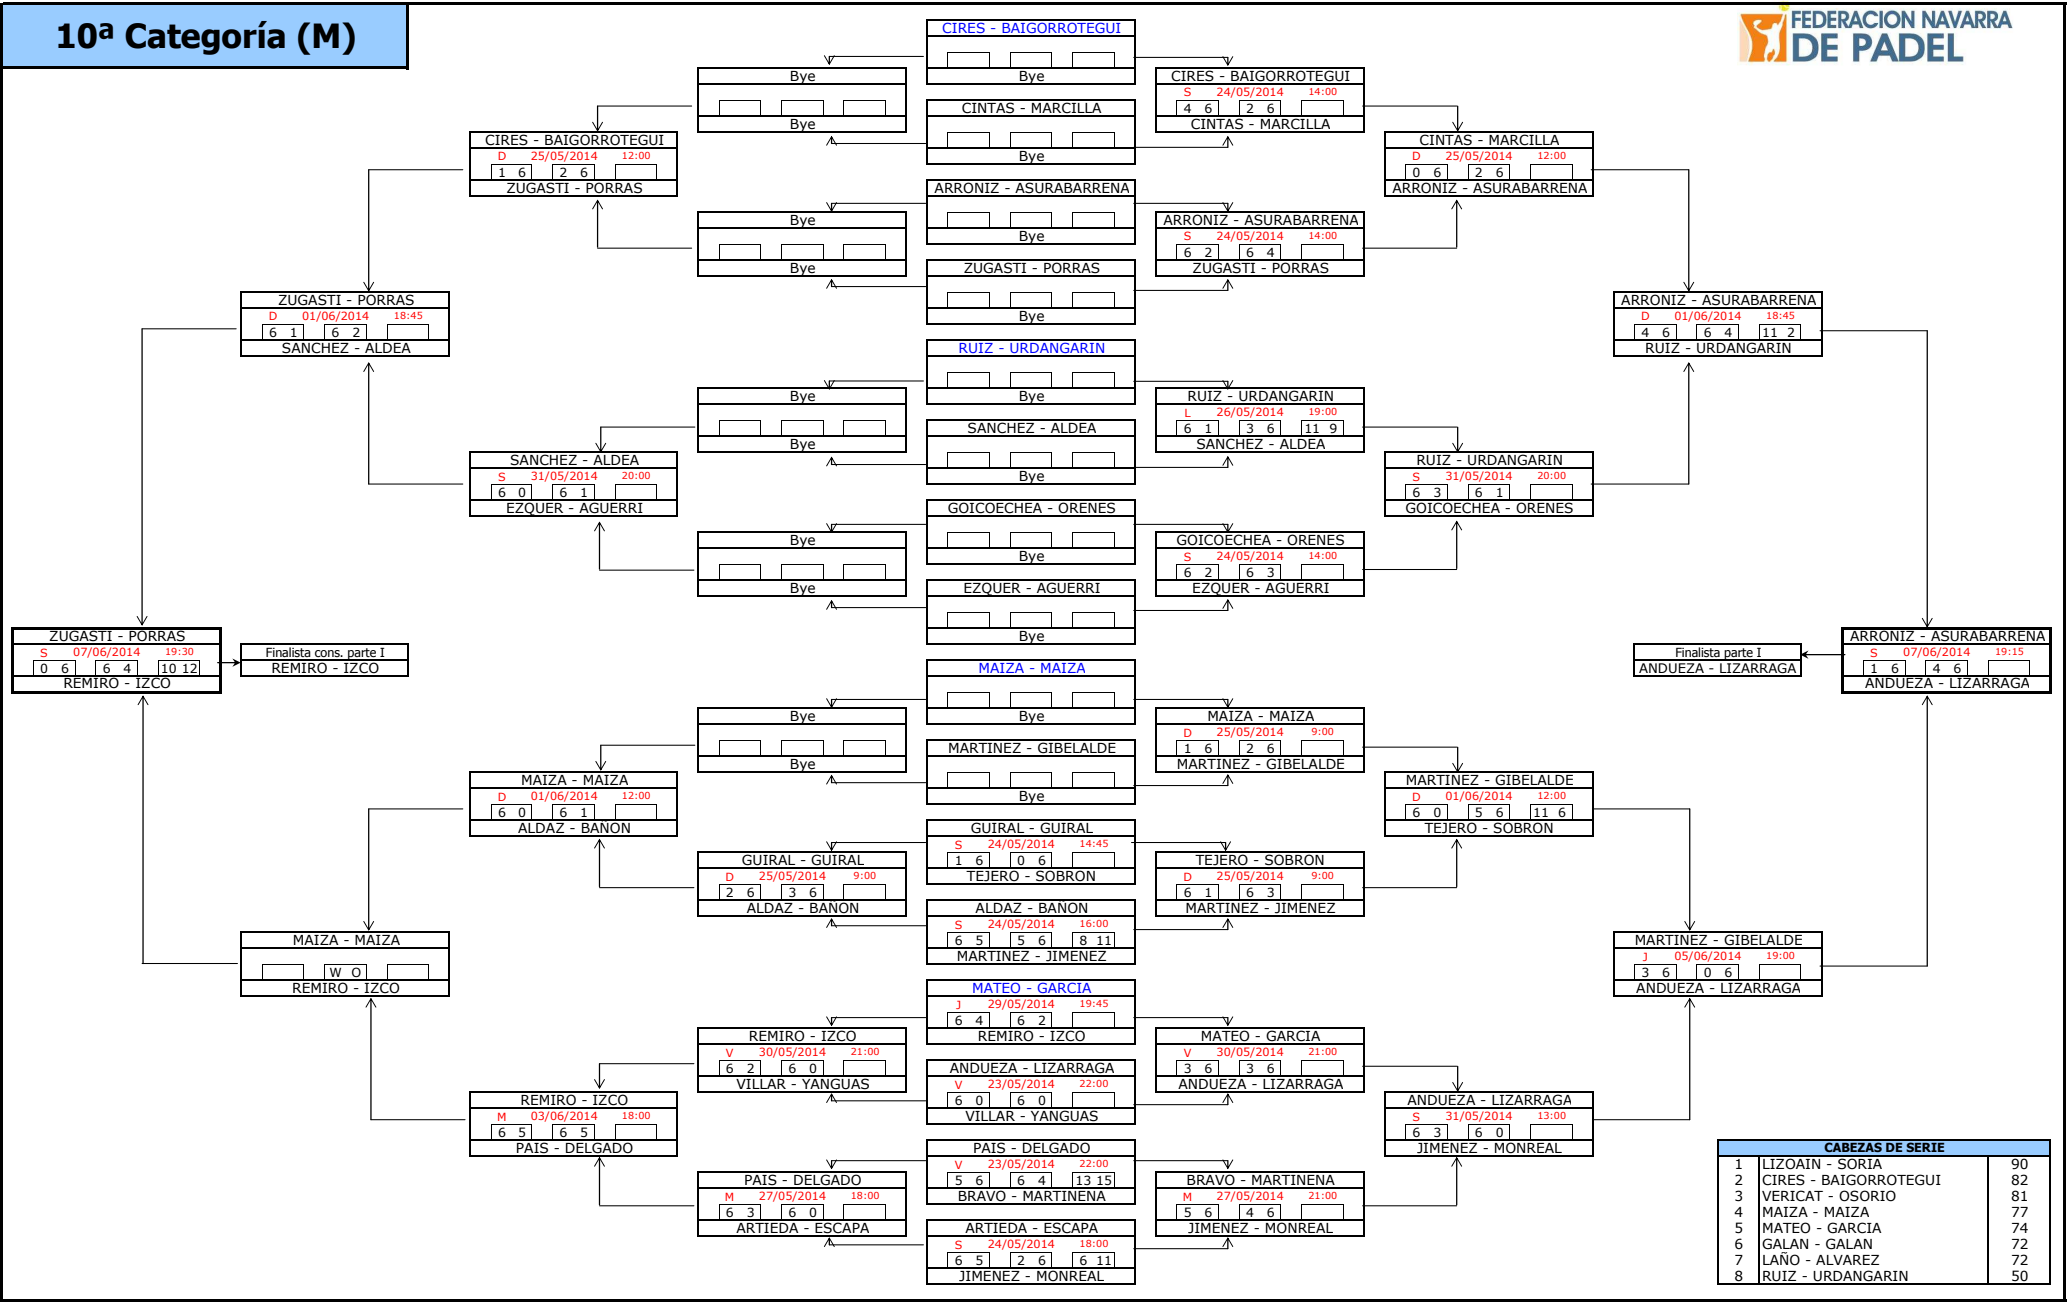 10ª Categoría (M)
FEDERACION NAVARRA
DE PADEL
ZUGASTI - PORRAS
S 07/06/2014 19:30
0 6 6 4 10 12
REMIRO - IZCO
Finalista cons. parte I
REMIRO - IZCO
ZUGASTI - PORRAS
D 01/06/2014 18:45
6 1 6 2
SANCHEZ - ALDEA
MAIZA - MAIZA
W O
REMIRO - IZCO
CIRES - BAIGORROTEGUI
D 25/05/2014 12:00
1 6 2 6
ZUGASTI - PORRAS
SANCHEZ - ALDEA
S 31/05/2014 20:00
6 0 6 1
EZQUER - AGUERRI
MAIZA - MAIZA
D 01/06/2014 12:00
6 0 6 1
ALDAZ - BAÑON
REMIRO - IZCO
M 03/06/2014 18:00
6 5 6 5
PAIS - DELGADO
Bye
Bye
Bye
Bye
Bye
Bye
Bye
Bye
Bye
Bye
GUIRAL - GUIRAL
D 25/05/2014 9:00
2 6 3 6
ALDAZ - BAÑON
REMIRO - IZCO
V 30/05/2014 21:00
6 2 6 0
VILLAR - YANGUAS
PAIS - DELGADO
M 27/05/2014 18:00
6 3 6 0
ARTIEDA - ESCAPA
CIRES - BAIGORROTEGUI
Bye
CINTAS - MARCILLA
Bye
ARRONIZ - ASURABARRENA
Bye
ZUGASTI - PORRAS
Bye
RUIZ - URDANGARIN
Bye
SANCHEZ - ALDEA
Bye
GOICOECHEA - ORENES
Bye
EZQUER - AGUERRI
Bye
MAIZA - MAIZA
Bye
MARTINEZ - GIBELALDE
Bye
GUIRAL - GUIRAL
S 24/05/2014 14:45
1 6 0 6
TEJERO - SOBRON
ALDAZ - BAÑON
S 24/05/2014 16:00
6 5 5 6 8 11
MARTINEZ - JIMENEZ
MATEO - GARCIA
J 29/05/2014 19:45
6 4 6 2
REMIRO - IZCO
ANDUEZA - LIZARRAGA
V 23/05/2014 22:00
6 0 6 0
VILLAR - YANGUAS
PAIS - DELGADO
V 23/05/2014 22:00
5 6 6 4 13 15
BRAVO - MARTINENA
ARTIEDA - ESCAPA
S 24/05/2014 18:00
6 5 2 6 6 11
JIMENEZ - MONREAL
CIRES - BAIGORROTEGUI
S 24/05/2014 14:00
4 6 2 6
CINTAS - MARCILLA
ARRONIZ - ASURABARRENA
S 24/05/2014 14:00
6 2 6 4
ZUGASTI - PORRAS
RUIZ - URDANGARIN
L 26/05/2014 19:00
6 1 3 6 11 9
SANCHEZ - ALDEA
GOICOECHEA - ORENES
S 24/05/2014 14:00
6 2 6 3
EZQUER - AGUERRI
MAIZA - MAIZA
D 25/05/2014 9:00
1 6 2 6
MARTINEZ - GIBELALDE
TEJERO - SOBRON
D 25/05/2014 9:00
6 1 6 3
MARTINEZ - JIMENEZ
MATEO - GARCIA
V 30/05/2014 21:00
3 6 3 6
ANDUEZA - LIZARRAGA
BRAVO - MARTINENA
M 27/05/2014 21:00
5 6 4 6
JIMENEZ - MONREAL
CINTAS - MARCILLA
D 25/05/2014 12:00
0 6 2 6
ARRONIZ - ASURABARRENA
RUIZ - URDANGARIN
S 31/05/2014 20:00
6 3 6 1
GOICOECHEA - ORENES
MARTINEZ - GIBELALDE
D 01/06/2014 12:00
6 0 5 6 11 6
TEJERO - SOBRON
ANDUEZA - LIZARRAGA
S 31/05/2014 13:00
6 3 6 0
JIMENEZ - MONREAL
ARRONIZ - ASURABARRENA
D 01/06/2014 18:45
4 6 6 4 11 2
RUIZ - URDANGARIN
MARTINEZ - GIBELALDE
J 05/06/2014 19:00
3 6 0 6
ANDUEZA - LIZARRAGA
Finalista parte I
ANDUEZA - LIZARRAGA
ARRONIZ - ASURABARRENA
S 07/06/2014 19:15
1 6 4 6
ANDUEZA - LIZARRAGA
CABEZAS DE SERIE
1 LIZOAIN - SORIA 90
2 CIRES - BAIGORROTEGUI 82
3 VERICAT - OSORIO 81
4 MAIZA - MAIZA 77
5 MATEO - GARCIA 74
6 GALAN - GALAN 72
7 LAÑO - ALVAREZ 72
8 RUIZ - URDANGARIN 50